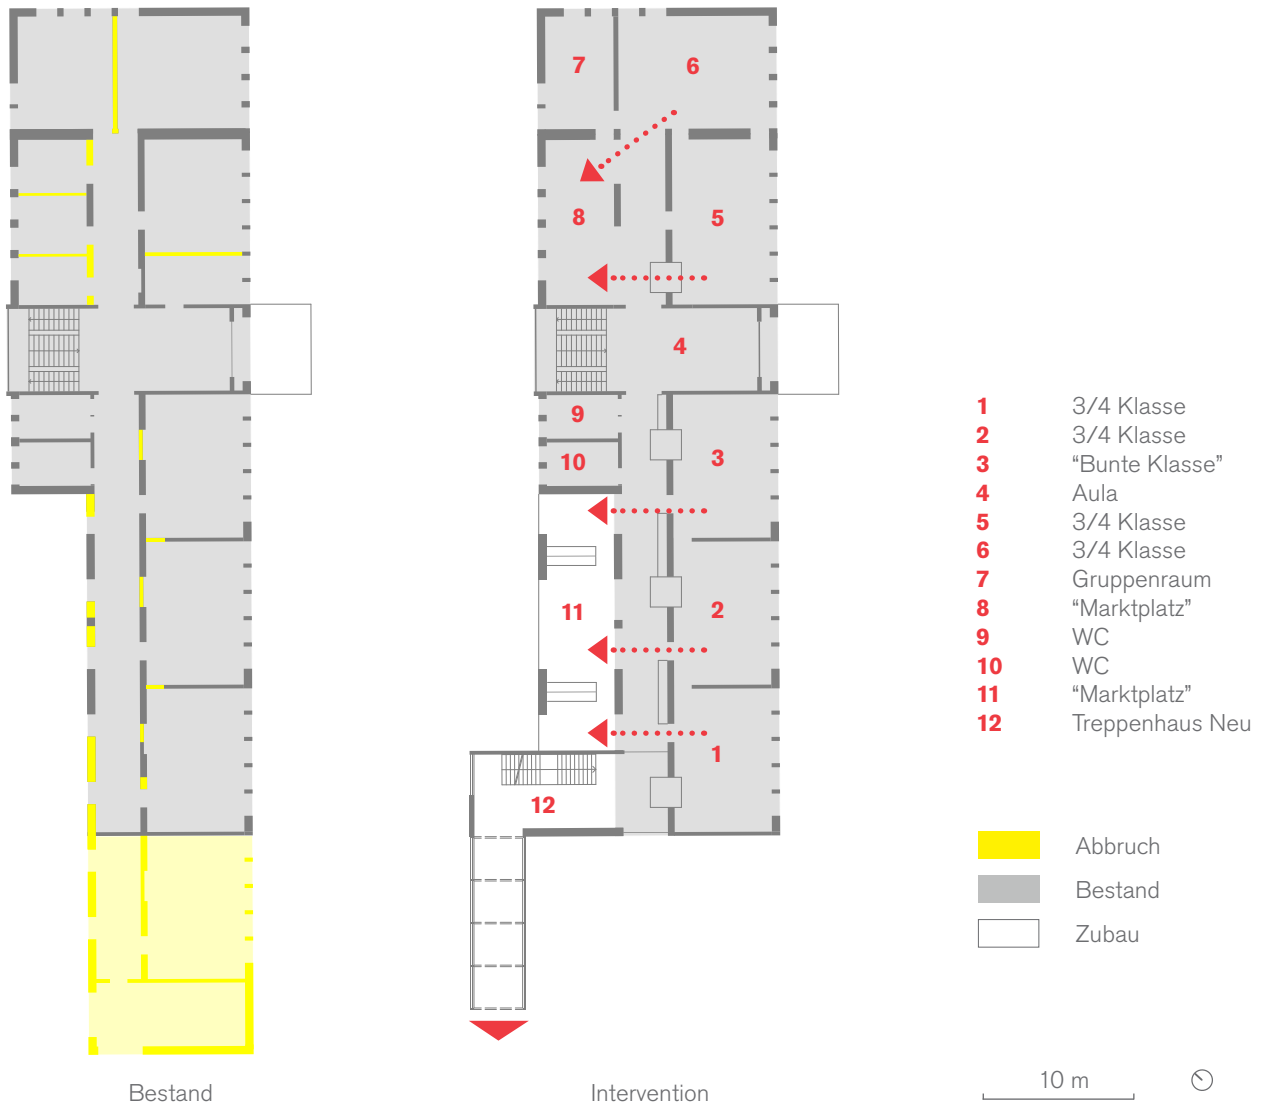 7
6
8
5
4
9
10
3
11
2
1
12
1 3/4 Klasse
2 3/4 Klasse
3 “Bunte Klasse”
4 Aula
5 3/4 Klasse
6 3/4 Klasse
7 Gruppenraum
8 “Marktplatz”
9 WC
10 WC
11 “Marktplatz”
12 Treppenhaus Neu
Abbruch
Bestand
Zubau
Bestand
Intervention
10 m